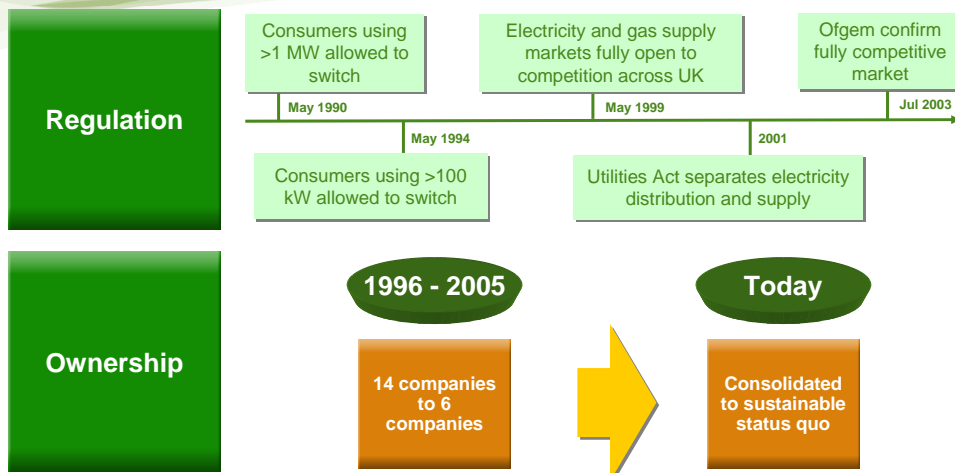 Regulation
Consumers using
>1 MW allowed to
switch
Electricity and gas supply
markets fully open to
competition across UK
Ofgem confirm
fully competitive
market
May 1990
May 1999
Jul 2003
May 1994
2001
Consumers using >100
kW allowed to switch
Utilities Act separates electricity
distribution and supply
Ownership
1996 - 2005
Today
14 companies
to 6
companies
Consolidated
to sustainable
status quo